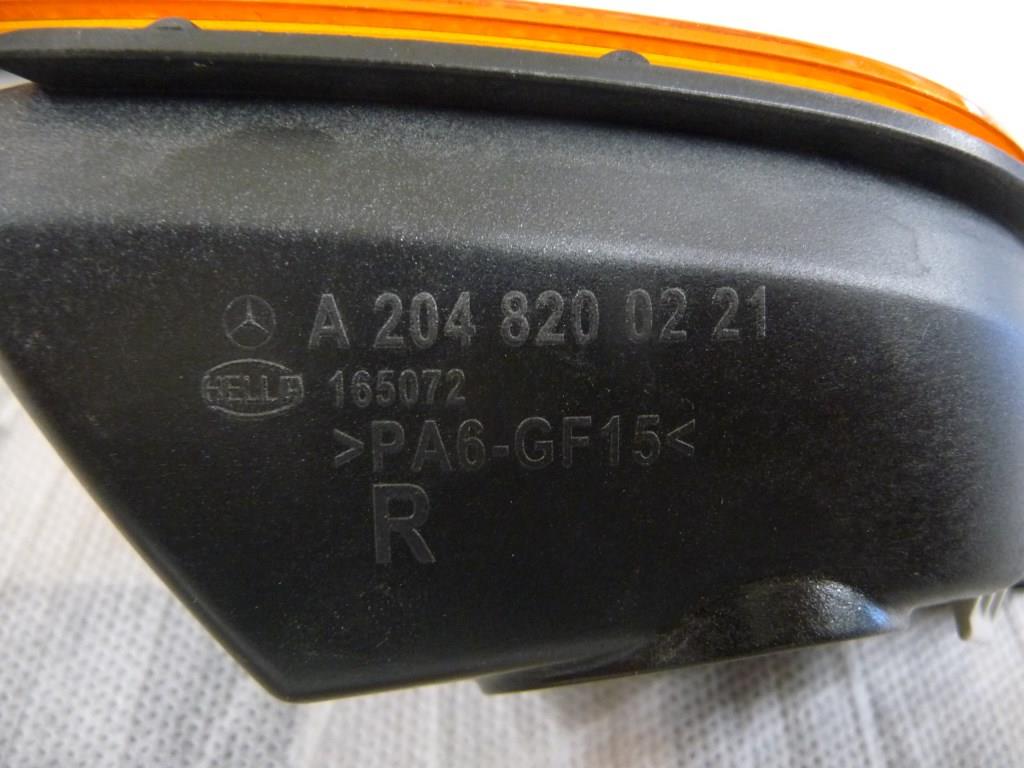 A 204 820 02 21
HELLA 165072
>PA6-GF15<
R